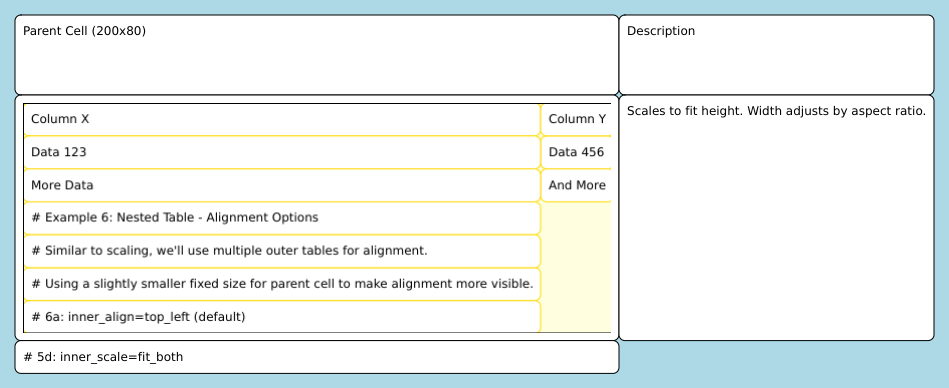 Parent Cell (200x80)
Description
Column X
Column Y
Scales to fit height. Width adjusts by aspect ratio.
Data 123
Data 456
More Data
And More
# Example 6: Nested Table - Alignment Options
# Similar to scaling, we'll use multiple outer tables for alignment.
# Using a slightly smaller fixed size for parent cell to make alignment more visible.
# 6a: inner_align=top_left (default)
# 5d: inner_scale=fit_both